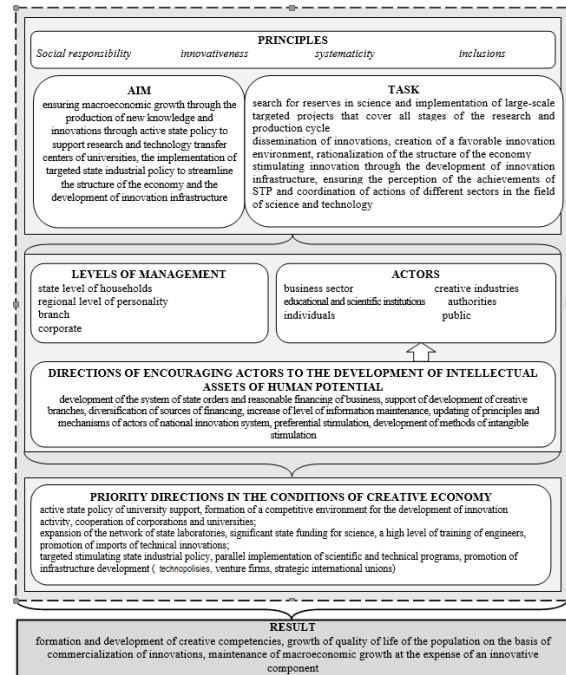 PRINCIPLES
Social responsibility innovativeness systematicity inclusions
AIM
ensuring macroeconomic growth through the
production of new knowledge and
innovations through active state policy to
support research and technology transfer
centers of universities, the implementation of
targeted state industrial policy to streamline
the structure of the economy and the
development of innovation infrastructure
TASK
search for reserves in science and implementation of large-scale
targeted projects that cover all stages of the research and
production cycle
dissemination of innovations, creation of a favorable innovation
environment, rationalization of the structure of the economy
stimulating innovation through the development of innovation
infrastructure, ensuring the perception of the achievements of
STP and coordination of actions of different sectors in the field
of science and technology
LEVELS OF MANAGEMENT
state level of households
regional level of personality
branch
corporate
ACTORS
business sector creative industries
educational and scientific institutions authorities
individuals public
DIRECTIONS OF ENCOURAGING ACTORS TO THE DEVELOPMENT OF INTELLECTUAL
ASSETS OF HUMAN POTENTIAL
development of the system of state orders and reasonable financing of business, support of development of creative
branches, diversification of sources of financing, increase of level of information maintenance, updating of principles and
mechanisms of actors of national innovation system, preferential stimulation, development of methods of intangible
stimulation
PRIORITY DIRECTIONS IN THE CONDITIONS OF CREATIVE ECONOMY
active state policy of university support, formation of a competitive environment for the development of innovation
activity, cooperation of corporations and universities;
expansion of the network of state laboratories, significant state funding for science, a high level of training of engineers,
promotion of imports of technical innovations;
targeted stimulating state industrial policy, parallel implementation of scientific and technical programs, promotion of
infrastructure development ( technopolisies, venture firms, strategic international unions)
RESULT
formation and development of creative competencies, growth of quality of life of the population on the basis of
commercialization of innovations, maintenance of macroeconomic growth at the expense of an innovative
component